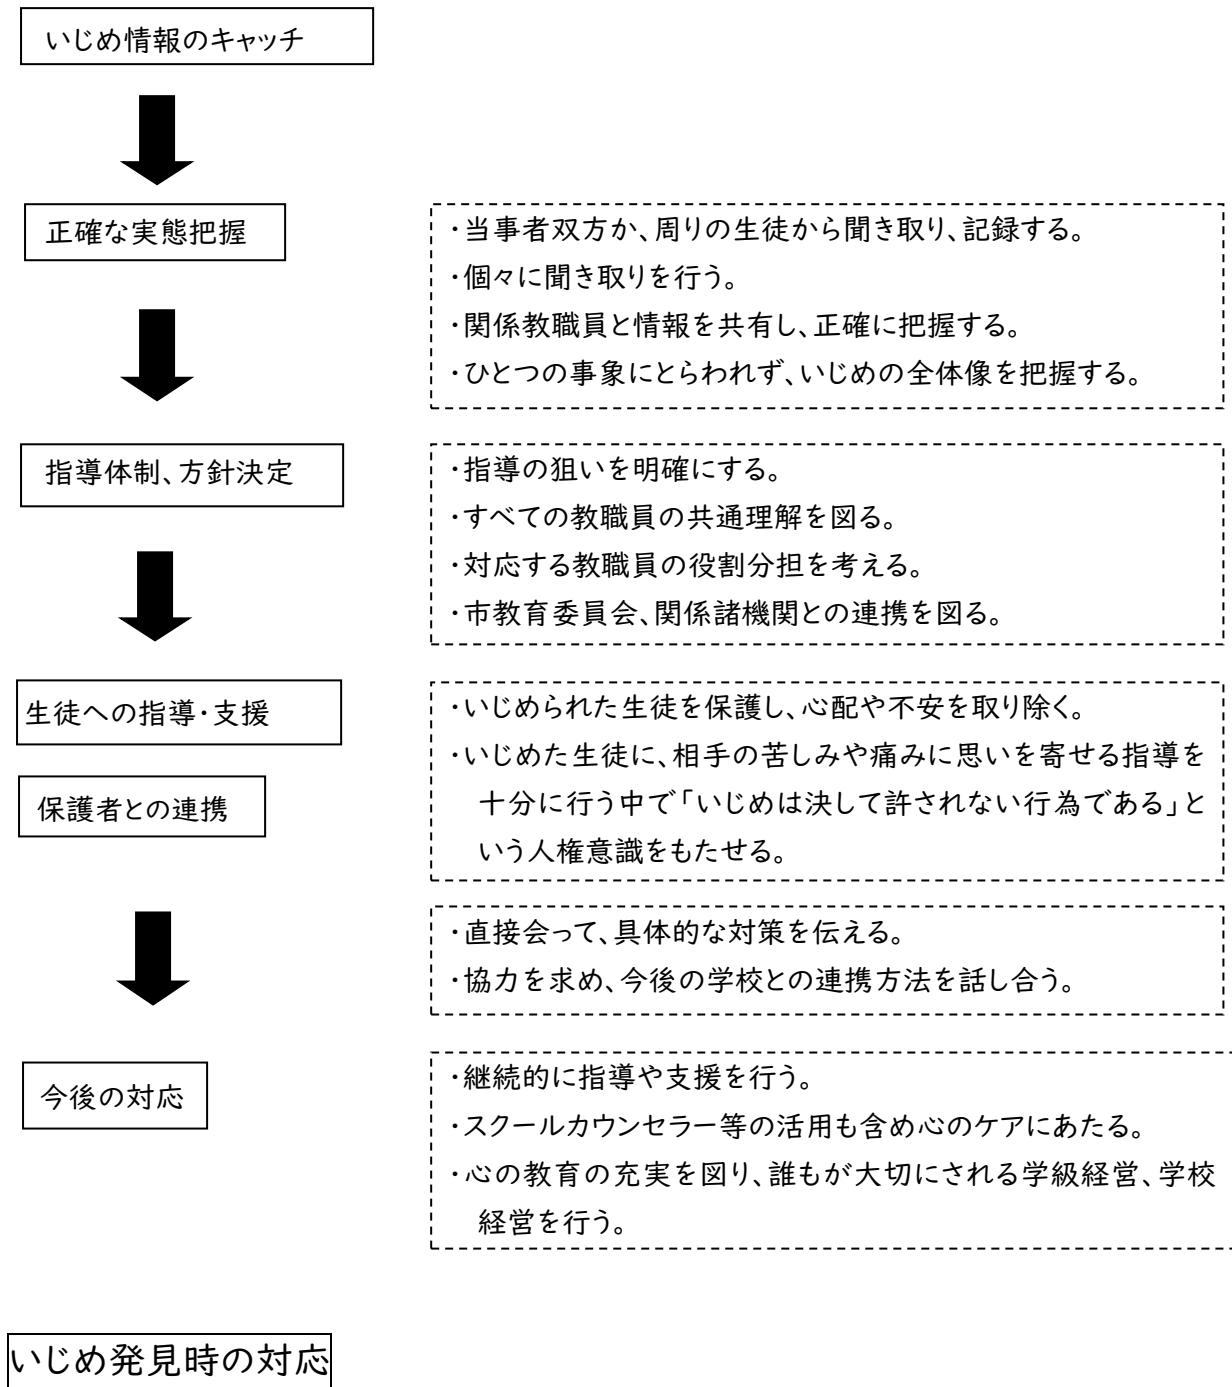 いじめ情報のキャッチ
正確な実態把握
・当事者双方か、周りの生徒から聞き取り、記録する。
・個々に聞き取りを行う。
・関係教職員と情報を共有し、正確に把握する。
・ひとつの事象にとらわれず、いじめの全体像を把握する。
指導体制、方針決定
・指導の狙いを明確にする。
・すべての教職員の共通理解を図る。
・対応する教職員の役割分担を考える。
・市教育委員会、関係諸機関との連携を図る。
生徒への指導・支援
・いじめられた生徒を保護し、心配や不安を取り除く。
・いじめた生徒に、相手の苦しみや痛みに思いを寄せる指導を
十分に行う中で「いじめは決して許されない行為である」と
いう人権意識をもたせる。
保護者との連携
・直接会って、具体的な対策を伝える。
・協力を求め、今後の学校との連携方法を話し合う。
今後の対応
・継続的に指導や支援を行う。
・スクールカウンセラー等の活用も含め心のケアにあたる。
・心の教育の充実を図り、誰もが大切にされる学級経営、学校
経営を行う。
いじめ発見時の対応